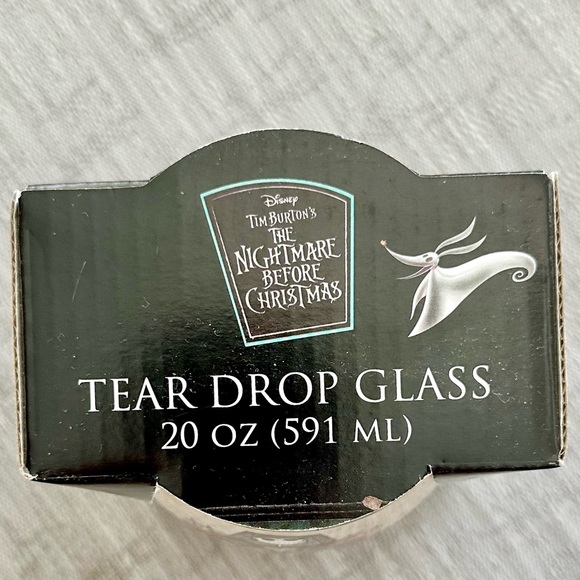 Disney
Tim Burton's
The
Nightmare
Before
Christmas
TEAR DROP GLASS
20 OZ (591 ML)